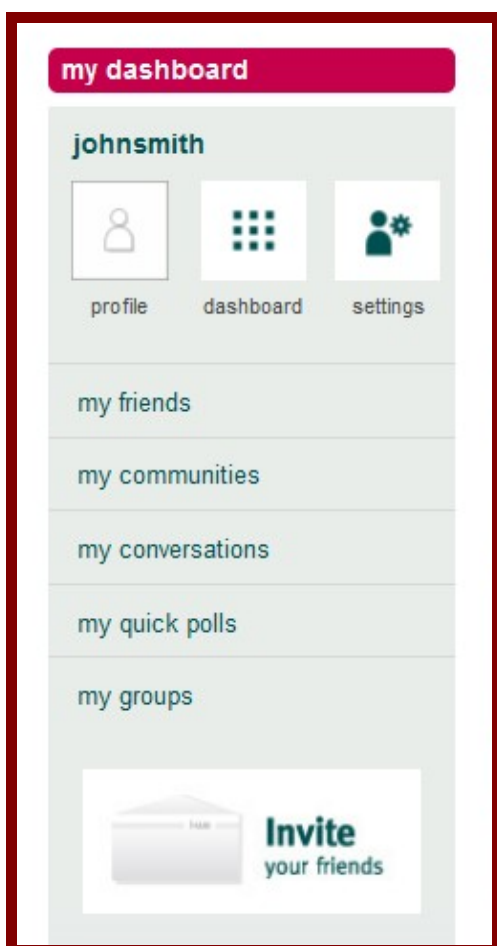 my dashboard
johnsmith
profile dashboard settings
my friends
my communities
my conversations
my quick polls
my groups
Invite
your friends